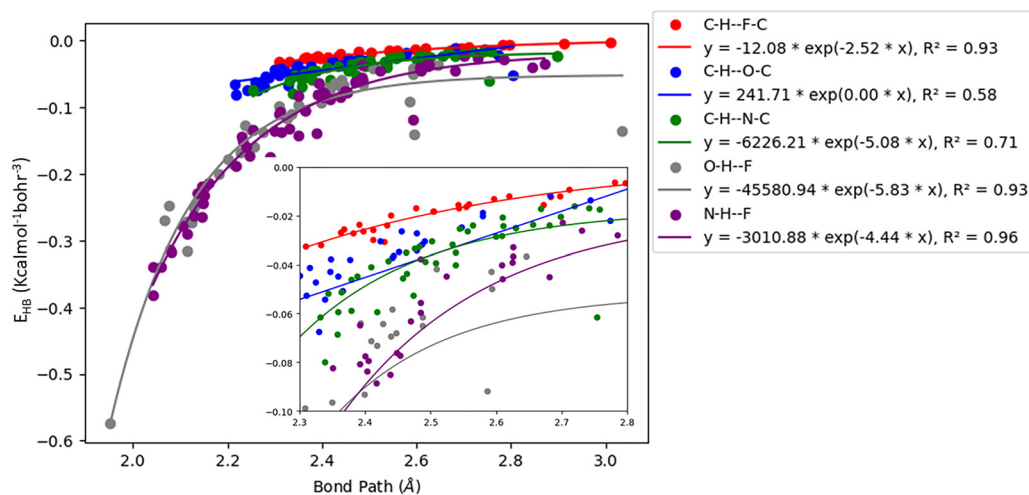 0.0
−0.1
−0.2
−0.3
−0.4
−0.5
−0.6
E_HB (Kcalmol⁻¹bohr⁻³)
2.0 2.2 2.4 2.6 2.8 3.0
Bond Path (Å)
0.00
−0.02
−0.04
−0.06
−0.08
−0.10
2.3 2.4 2.5 2.6 2.7 2.8
C-H--F-C
y = -12.08 * exp(-2.52 * x), R² = 0.93
C-H--O-C
y = 241.71 * exp(0.00 * x), R² = 0.58
C-H--N-C
y = -6226.21 * exp(-5.08 * x), R² = 0.71
O-H--F
y = -45580.94 * exp(-5.83 * x), R² = 0.93
N-H--F
y = -3010.88 * exp(-4.44 * x), R² = 0.96